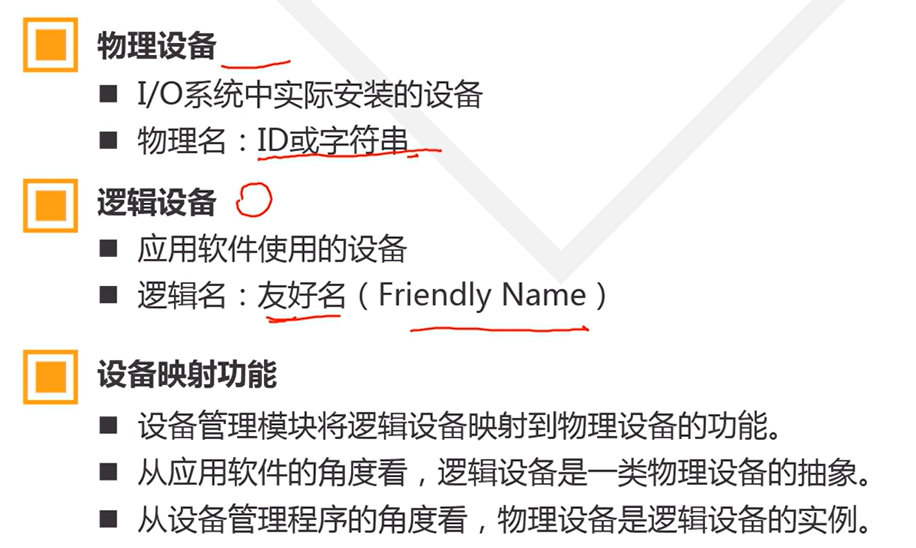 物理设备
I/O系统中实际安装的设备
物理名：ID或字符串
逻辑设备
应用软件使用的设备
逻辑名：友好名（Friendly Name）
设备映射功能
设备管理模块将逻辑设备映射到物理设备的功能。
从应用软件的角度看，逻辑设备是一类物理设备的抽象。
从设备管理程序的角度看，物理设备是逻辑设备的实例。